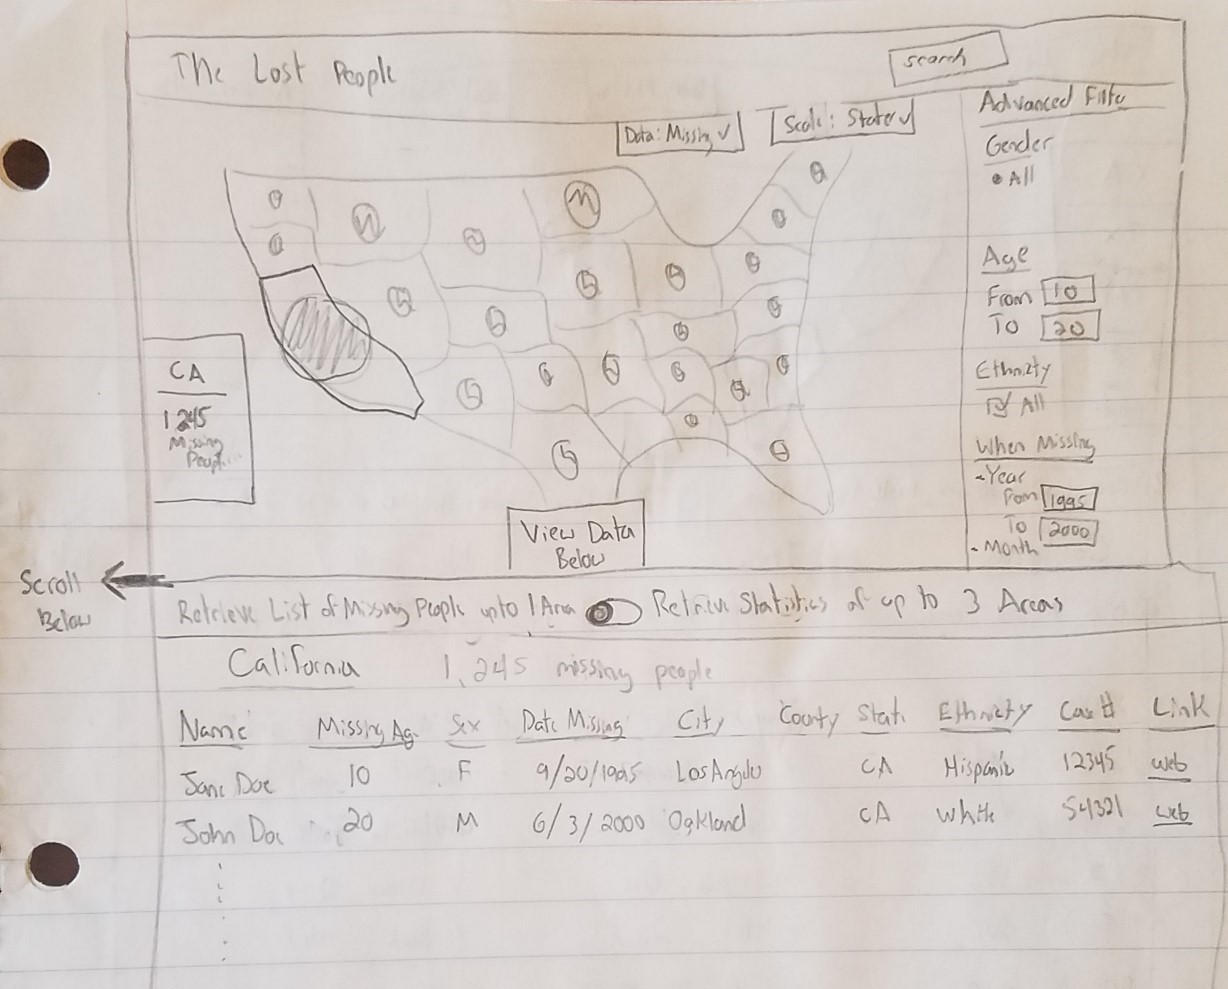 The Lost People
search
Data: Missing
Scale: State
Advanced Filter
Gender
All
Age
From 10
To 20
Ethnicity
All
When Missing
- Year
From 1995
To 2000
- Month
CA
1,245
Missing
People
View Data
Below
Scroll
Below
Retrieve List of Missing People upto 1 Area
Retrieve Statistics of up to 3 Areas
California 1,245 missing people
Name Missing Ag. Sex Date Missing City County State Ethnicity Case # Link
Jane Doe 10 F 9/20/1995 Los Angeles CA Hispanic 12345 web
John Doe 20 M 6/3/2000 Oakland CA White 54321 web